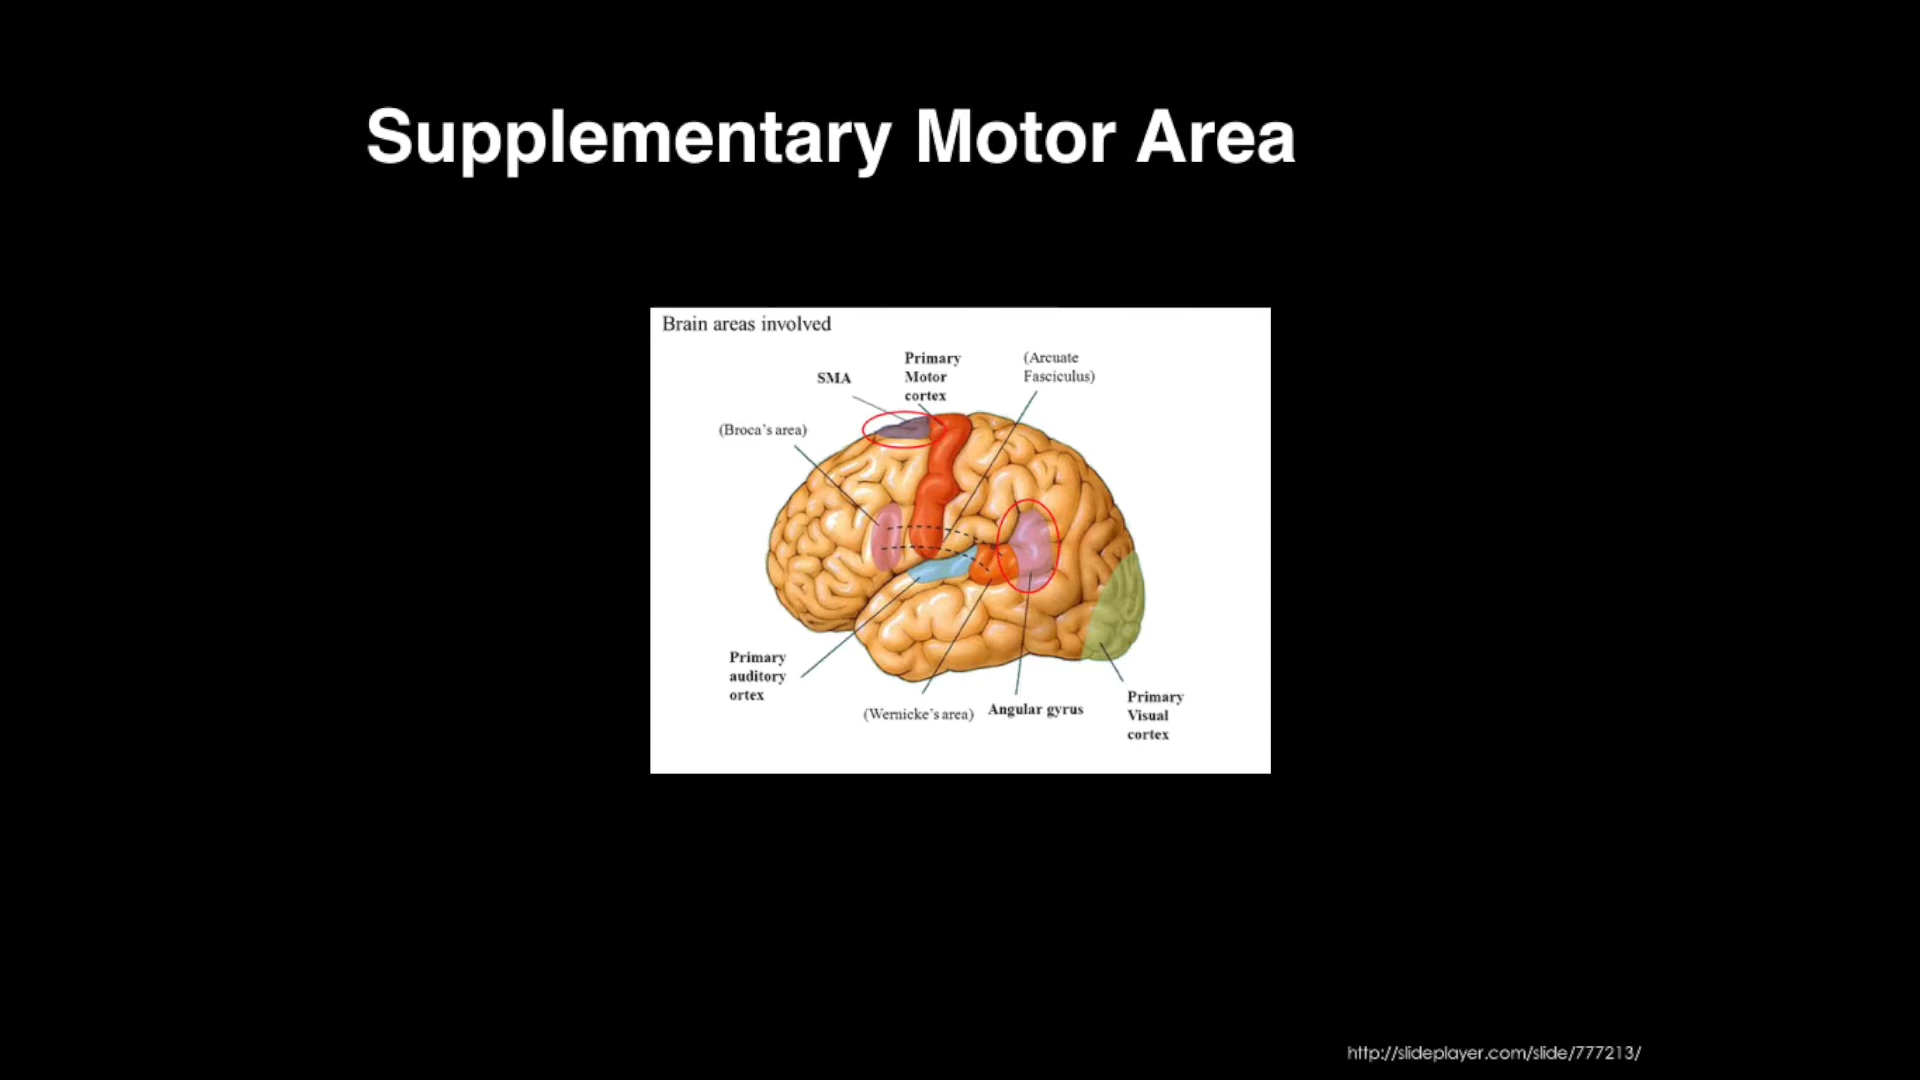 Supplementary Motor Area
Brain areas involved
Primary
Motor
cortex
(Arcuate
Fasciculus)
SMA
(Broca's area)
Primary
auditory
ortex
(Wernicke's area)
Angular gyrus
Primary
Visual
cortex
http://slideplayer.com/slide/777213/